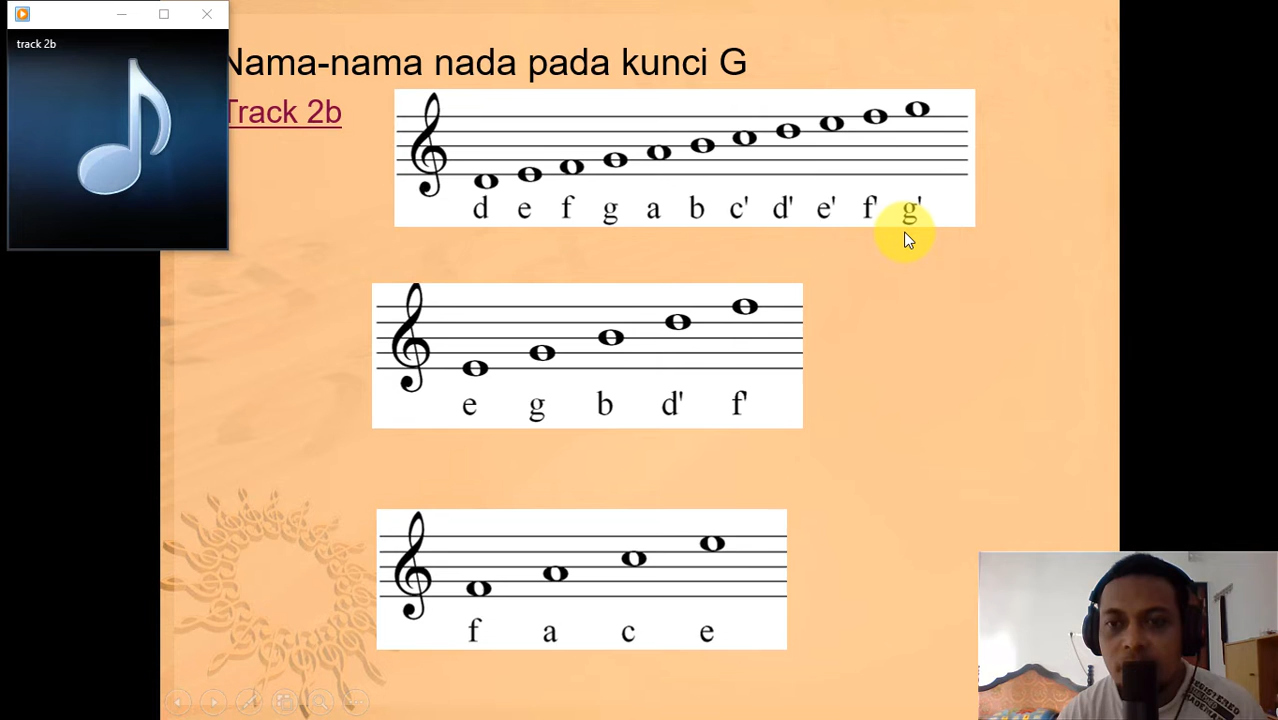 track 2b
Nama-nama nada pada kunci G
Track 2b
d e f g a b c' d' e' f' g'
e g b d' f'
f a c e